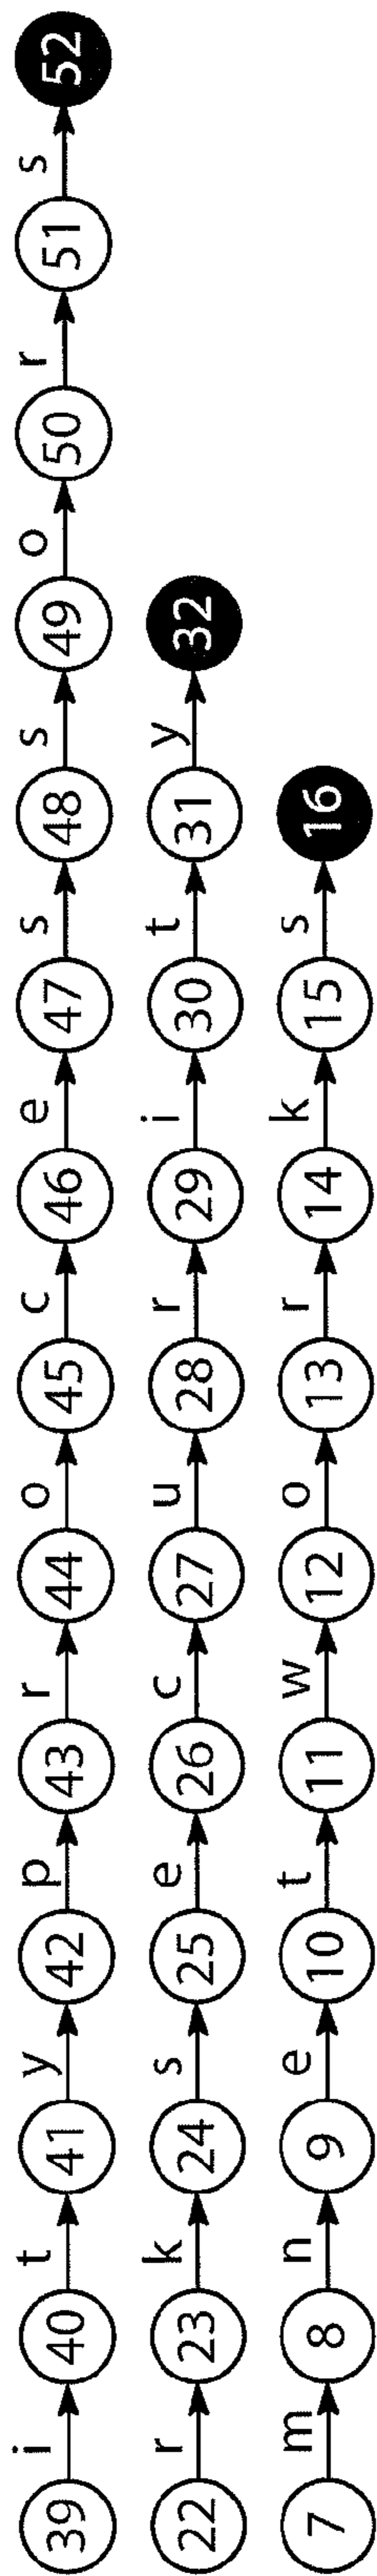 i t y p r o c e s s o r s
39 40 41 42 43 44 45 46 47 48 49 50 51 52
r k s e c u r i t y
22 23 24 25 26 27 28 29 30 31 32
m n e t w o r k s
7 8 9 10 11 12 13 14 15 16